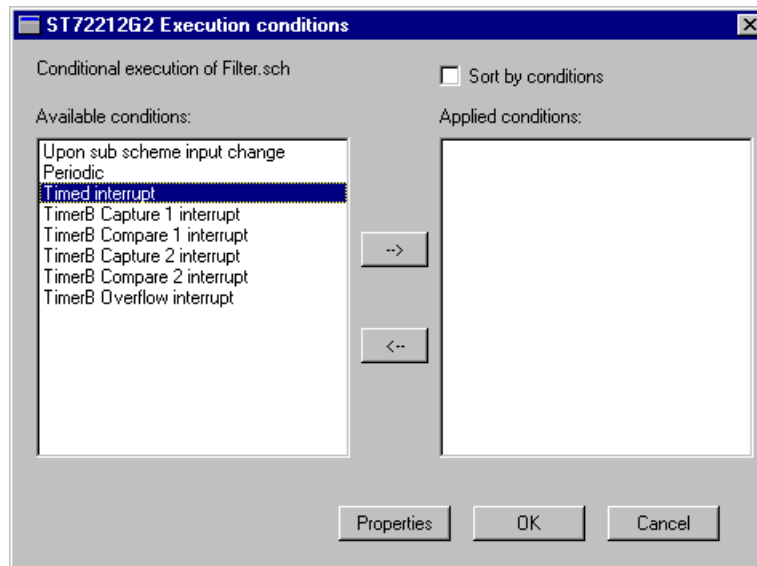 ST72212G2 Execution conditions
Conditional execution of Filter.sch
Sort by conditions
Available conditions:
Applied conditions:
Upon sub scheme input change
Periodic
Timed interrupt
TimerB Capture 1 interrupt
TimerB Compare 1 interrupt
TimerB Capture 2 interrupt
TimerB Compare 2 interrupt
TimerB Overflow interrupt
-->
<--
Properties
OK
Cancel